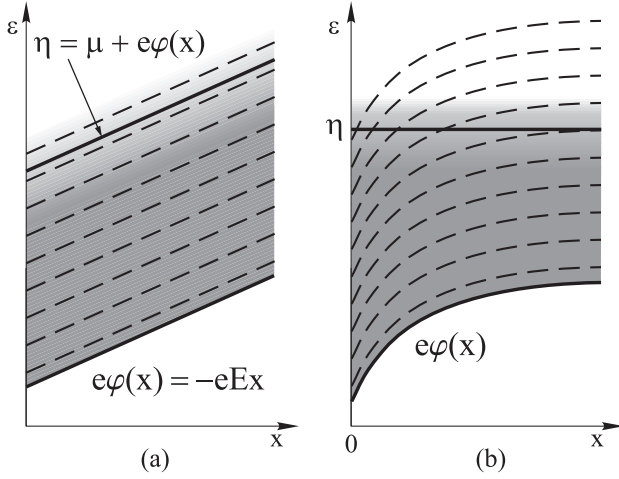 ε
η = μ + eφ(x)
eφ(x) = −eEx
x
(a)
ε
η
eφ(x)
0
x
(b)